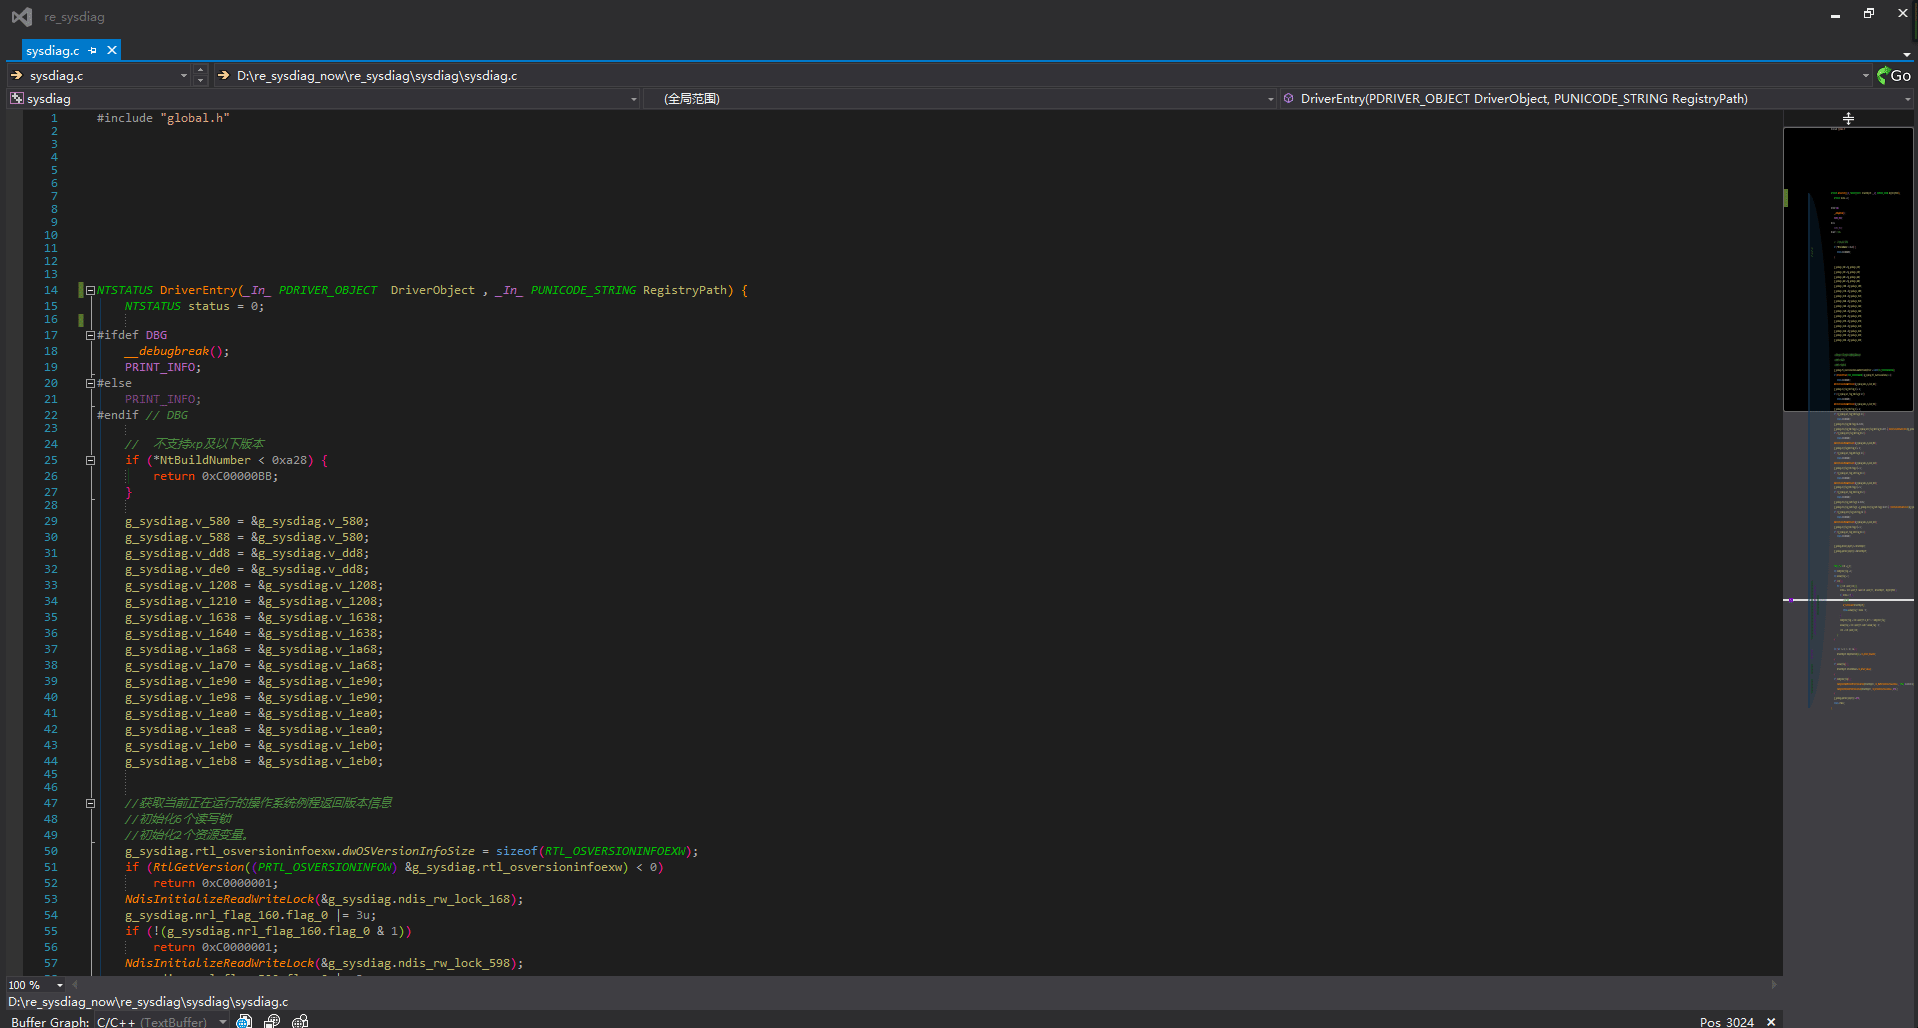 re_sysdiag
sysdiag.c
sysdiag.c
D:\re_sysdiag_now\re_sysdiag\sysdiag\sysdiag.c
Go
sysdiag
(全局范围)
DriverEntry(PDRIVER_OBJECT DriverObject, PUNICODE_STRING RegistryPath)
1 #include "global.h"
2
3
4
5
6
7
8
9
10
11
12
13
14 NTSTATUS DriverEntry(_In_ PDRIVER_OBJECT  DriverObject , _In_ PUNICODE_STRING RegistryPath) {
15 NTSTATUS status = 0;
16
17 #ifdef DBG
18 __debugbreak();
19 PRINT_INFO;
20 #else
21 PRINT_INFO;
22 #endif // DBG
23
24 //  不支持xp及以下版本
25 if (*NtBuildNumber < 0xa28) {
26 return 0xC00000BB;
27 }
28
29 g_sysdiag.v_580 = &g_sysdiag.v_580;
30 g_sysdiag.v_588 = &g_sysdiag.v_580;
31 g_sysdiag.v_dd8 = &g_sysdiag.v_dd8;
32 g_sysdiag.v_de0 = &g_sysdiag.v_dd8;
33 g_sysdiag.v_1208 = &g_sysdiag.v_1208;
34 g_sysdiag.v_1210 = &g_sysdiag.v_1208;
35 g_sysdiag.v_1638 = &g_sysdiag.v_1638;
36 g_sysdiag.v_1640 = &g_sysdiag.v_1638;
37 g_sysdiag.v_1a68 = &g_sysdiag.v_1a68;
38 g_sysdiag.v_1a70 = &g_sysdiag.v_1a68;
39 g_sysdiag.v_1e90 = &g_sysdiag.v_1e90;
40 g_sysdiag.v_1e98 = &g_sysdiag.v_1e90;
41 g_sysdiag.v_1ea0 = &g_sysdiag.v_1ea0;
42 g_sysdiag.v_1ea8 = &g_sysdiag.v_1ea0;
43 g_sysdiag.v_1eb0 = &g_sysdiag.v_1eb0;
44 g_sysdiag.v_1eb8 = &g_sysdiag.v_1eb0;
45
46
47 //获取当前正在运行的操作系统例程返回版本信息
48 //初始化6个读写锁
49 //初始化2个资源变量。
50 g_sysdiag.rtl_osversioninfoexw.dwOSVersionInfoSize = sizeof(RTL_OSVERSIONINFOEXW);
51 if (RtlGetVersion((PRTL_OSVERSIONINFOW) &g_sysdiag.rtl_osversioninfoexw) < 0)
52 return 0xC0000001;
53 NdisInitializeReadWriteLock(&g_sysdiag.ndis_rw_lock_168);
54 g_sysdiag.nrl_flag_160.flag_0 |= 3u;
55 if (!(g_sysdiag.nrl_flag_160.flag_0 & 1))
56 return 0xC0000001;
57 NdisInitializeReadWriteLock(&g_sysdiag.ndis_rw_lock_598);
100 %
D:\re_sysdiag_now\re_sysdiag\sysdiag\sysdiag.c
Buffer Graph: C/C++ (TextBuffer)
Pos 3024